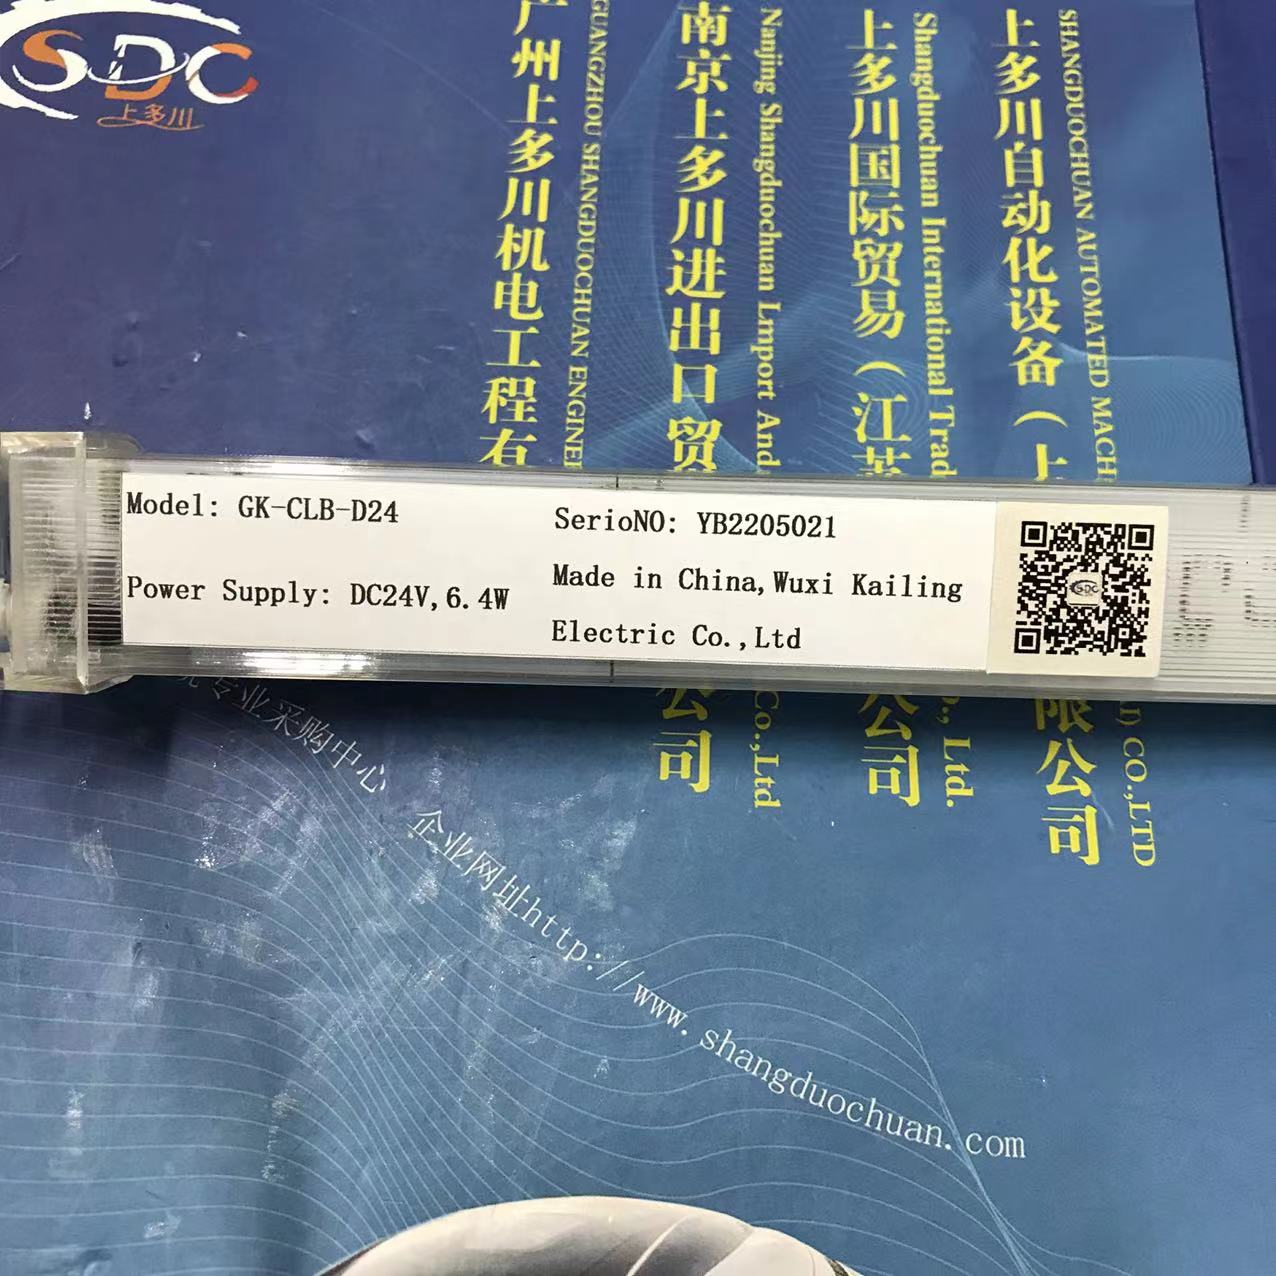 SDC
上多川
广州上多川机电工程有
GUANGZHOU SHANGDUOCHUAN
南京上多川进出口贸
公司
Nanjing Shangduochuan Lmport And
Co.,Ltd
上多川国际贸易（江苏
公司
Shangduochuan International Trad
Ltd.
上多川自动化设备（上
限公司
SHANGDUOCHUAN AUTOMATED MACH
CO.,LTD
Model: GK-CLB-D24
Power Supply: DC24V,6.4W
SerioNO: YB2205021
Made in China,Wuxi Kailing
Electric Co.,Ltd
SDC
专业采购中心 企业网址http://www.shangduochuan.com